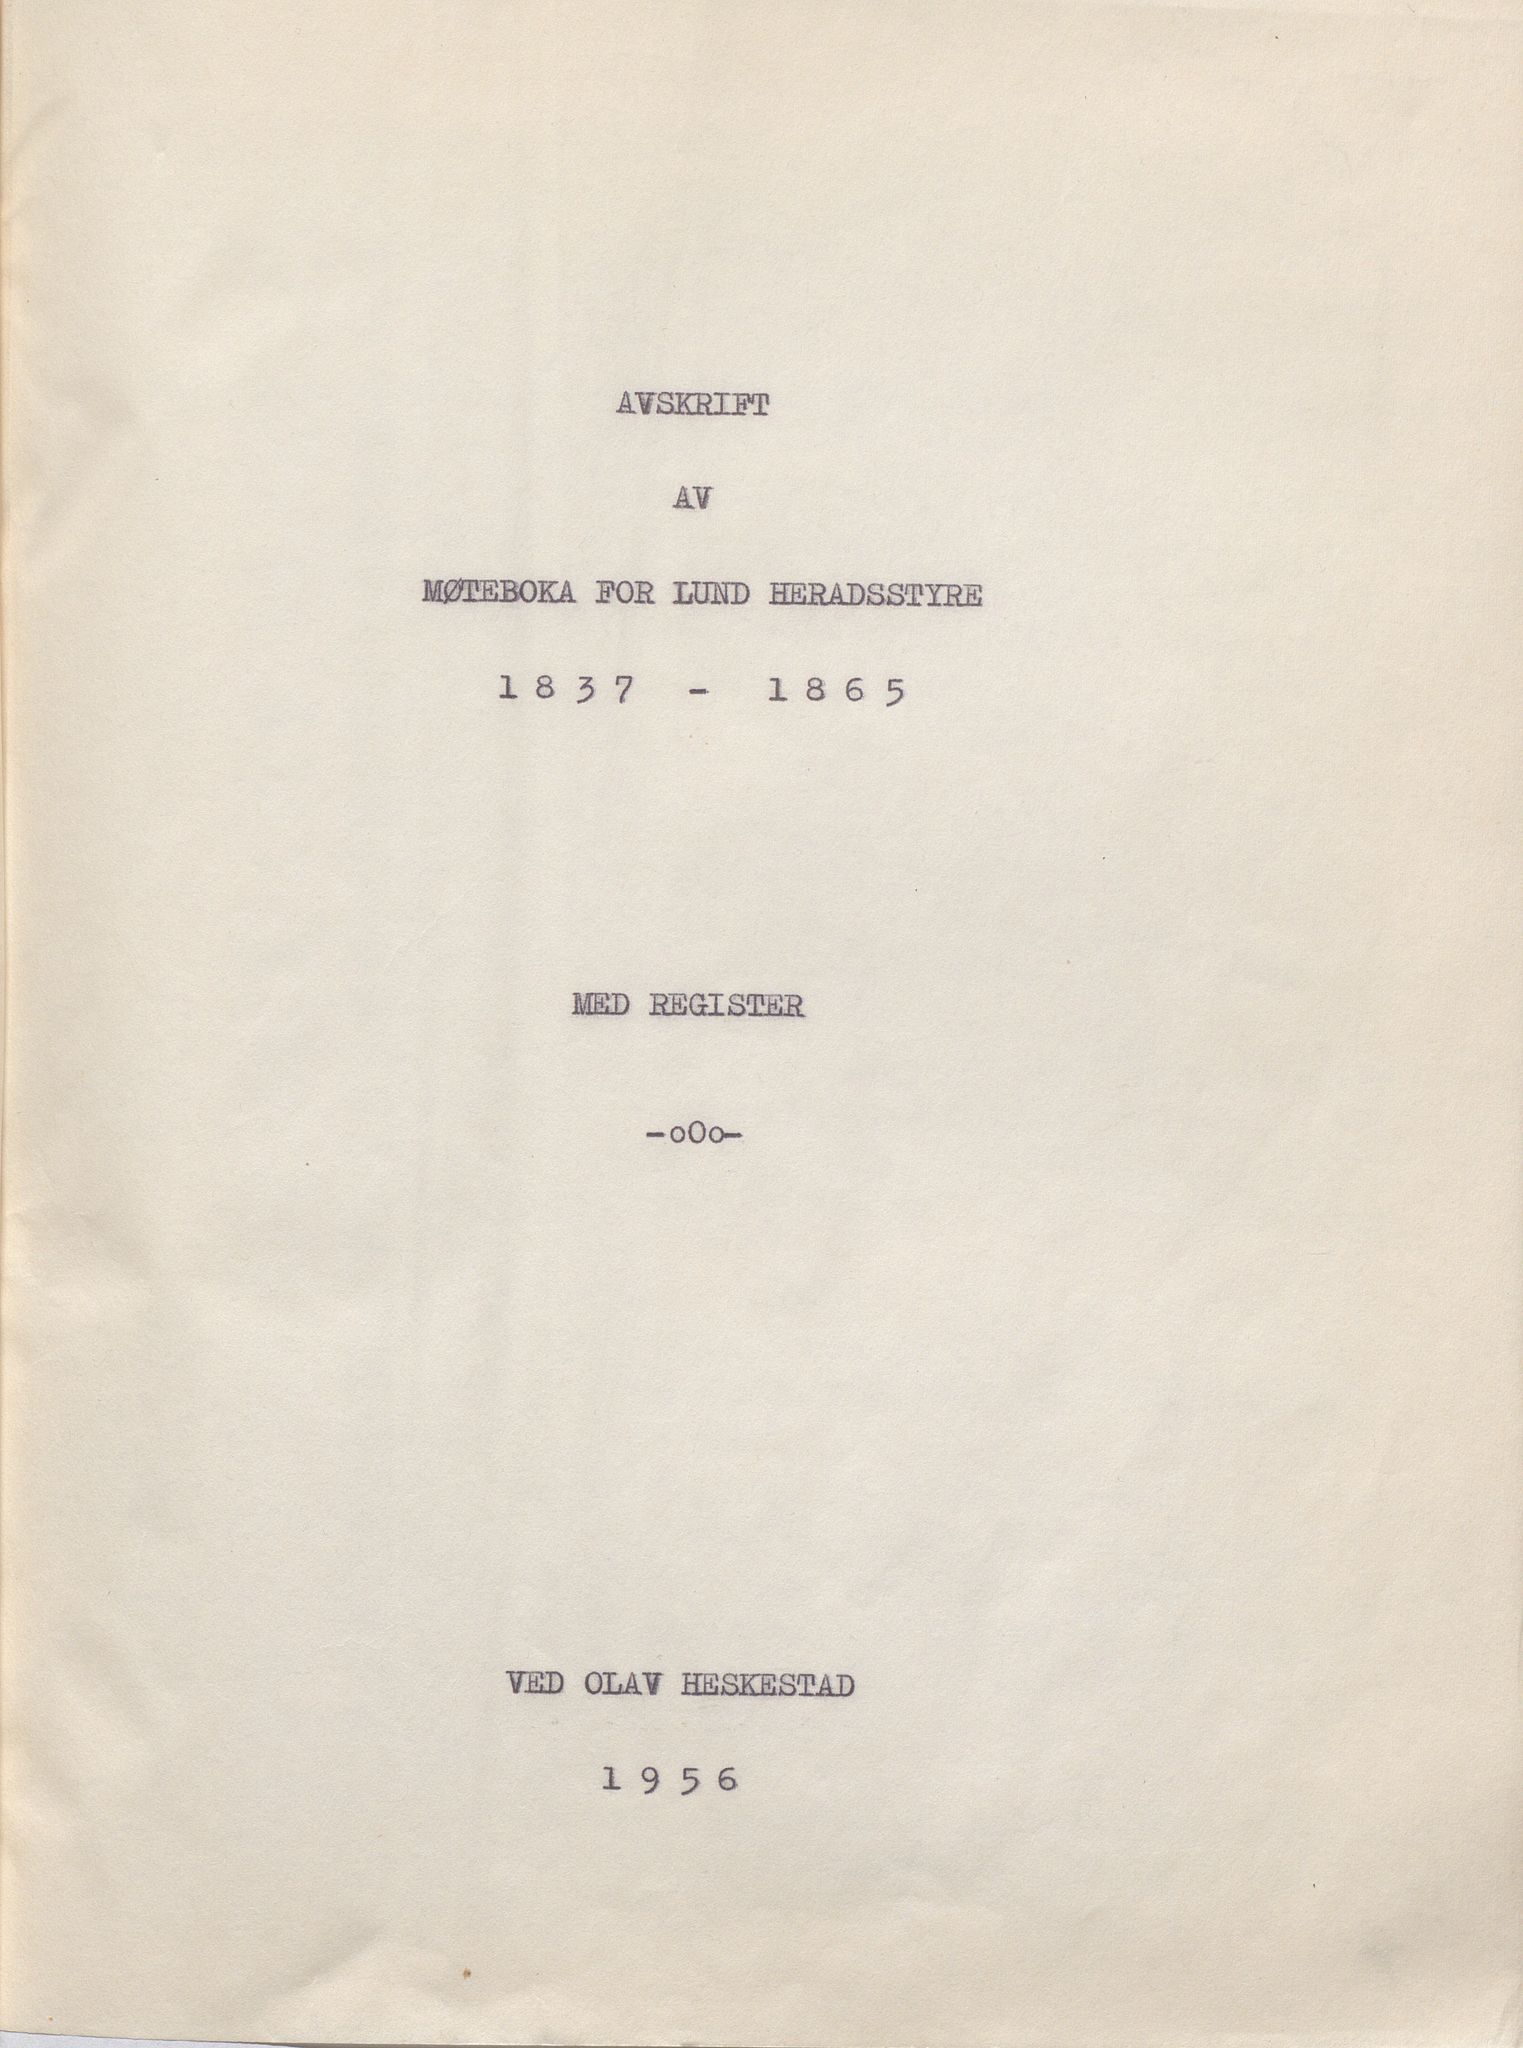 AVSKRIFT
AV
MØTEBOKA FOR LUND HERADSSTYRE
1 8 3 7 - 1 8 6 5
MED REGISTER
-oOo-
VED OLAV HESKESTAD
1 9 5 6